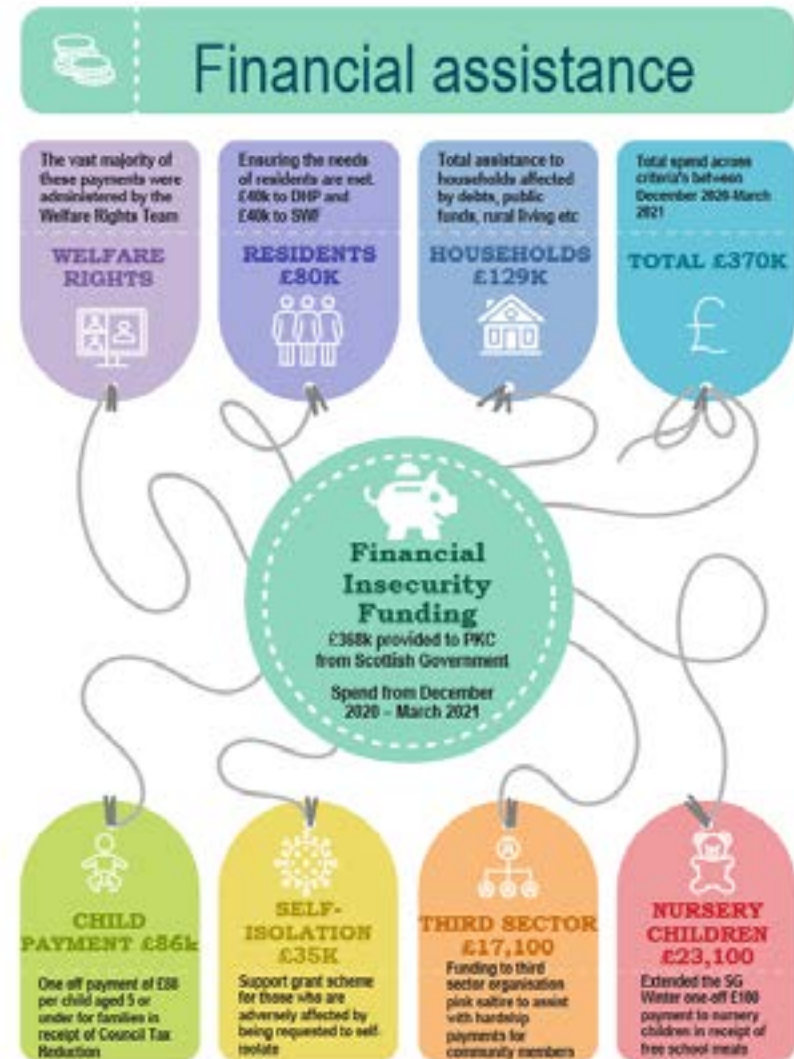 Financial assistance
The vast majority of
these payments were
administered by the
Welfare Rights Team
WELFARE
RIGHTS
Ensuring the needs
of residents are met.
£40k to DHP and
£40k to SWF
RESIDENTS
£80K
Total assistance to
households affected
by debts, public
funds, rural living etc
HOUSEHOLDS
£129K
Total spend across
criteria's between
December 2020-March
2021
TOTAL £370K
Financial
Insecurity
Funding
£368k provided to PKC
from Scottish Government
Spend from December
2020 – March 2021
CHILD
PAYMENT £86k
One off payment of
per child aged 5 or
under for families in
receipt of Council Tax
Reduction
SELF-
ISOLATION
£35K
Support grant scheme
for those who are
adversely affected by
being requested to self-
isolate
THIRD SECTOR
£17,100
Funding to third
sector organisation
pink saltire to assist
with hardship
payments for
community members
NURSERY
CHILDREN
£23,100
Extended the SG
Winter one-off £100
payment to nursery
children in receipt of
free school meals